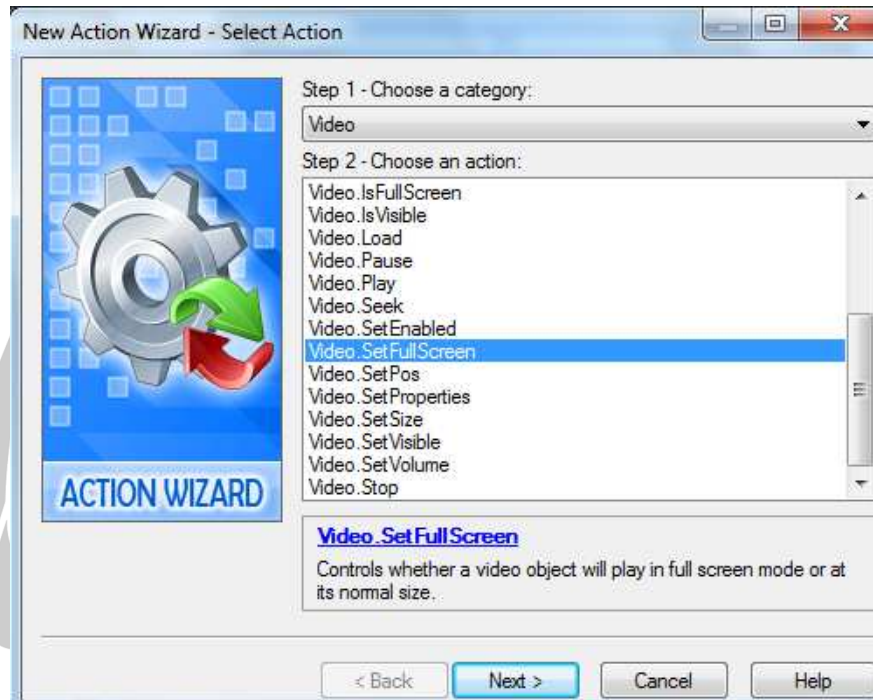 New Action Wizard - Select Action
Step 1 - Choose a category:
Video
Step 2 - Choose an action:
Video.IsFullScreen
Video.IsVisible
Video.Load
Video.Pause
Video.Play
Video.Seek
Video.SetEnabled
Video.SetFullScreen
Video.SetPos
Video.SetProperties
Video.SetSize
Video.SetVisible
Video.SetVolume
Video.Stop
ACTION WIZARD
Video.SetFullScreen
Controls whether a video object will play in full screen mode or at
its normal size.
< Back Next > Cancel Help